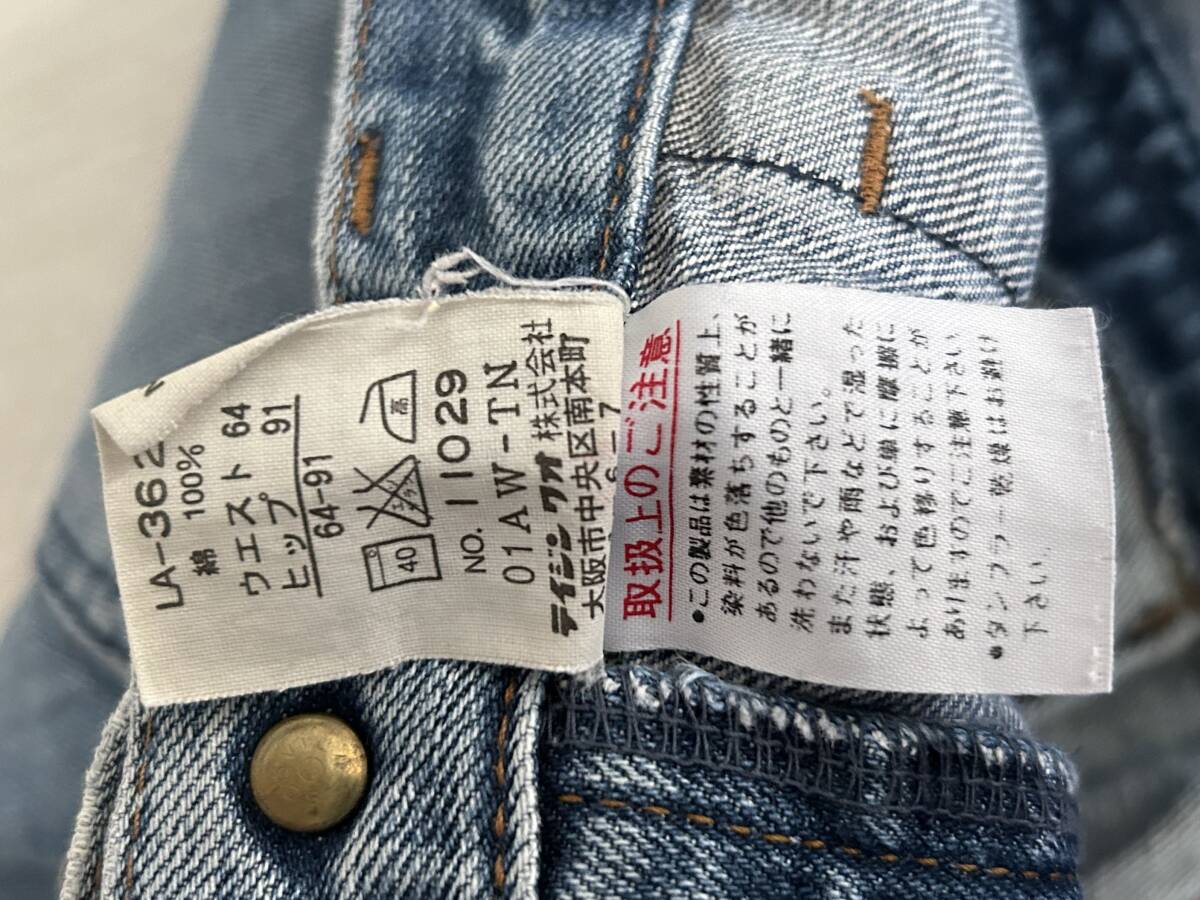 LA-362
綿 100%
ウエスト 64
ヒップ 91
64-91
高
40
NO. 11029
01AW-TN
テイジンワオ株式会社
大阪市中央区南本町
6-7
取扱上のご注意
●この製品は素材の性質上、
染料が色落ちすることが
あるので他のものと一緒に
洗わないで下さい。
また汗や雨などで湿った
状態、および単に摩擦に
よって色移りすることが
ありますのでご注意下さい
●タンブラー乾燥はお避け
下さい